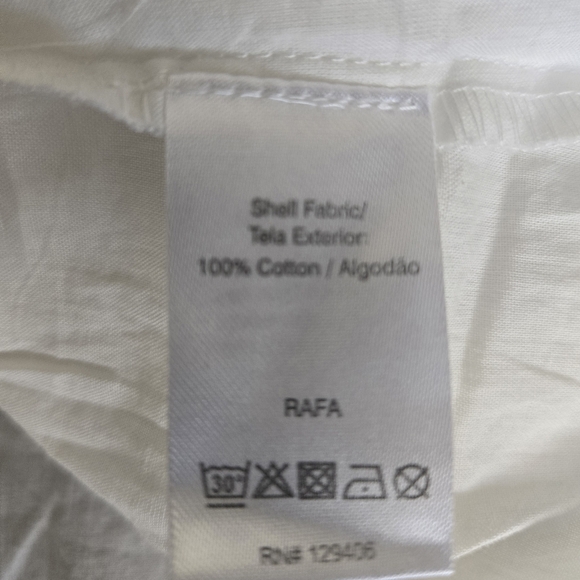 Shell Fabric/
Tela Exterior:
100% Cotton / Algodão
RAFA
30°
RN# 129406